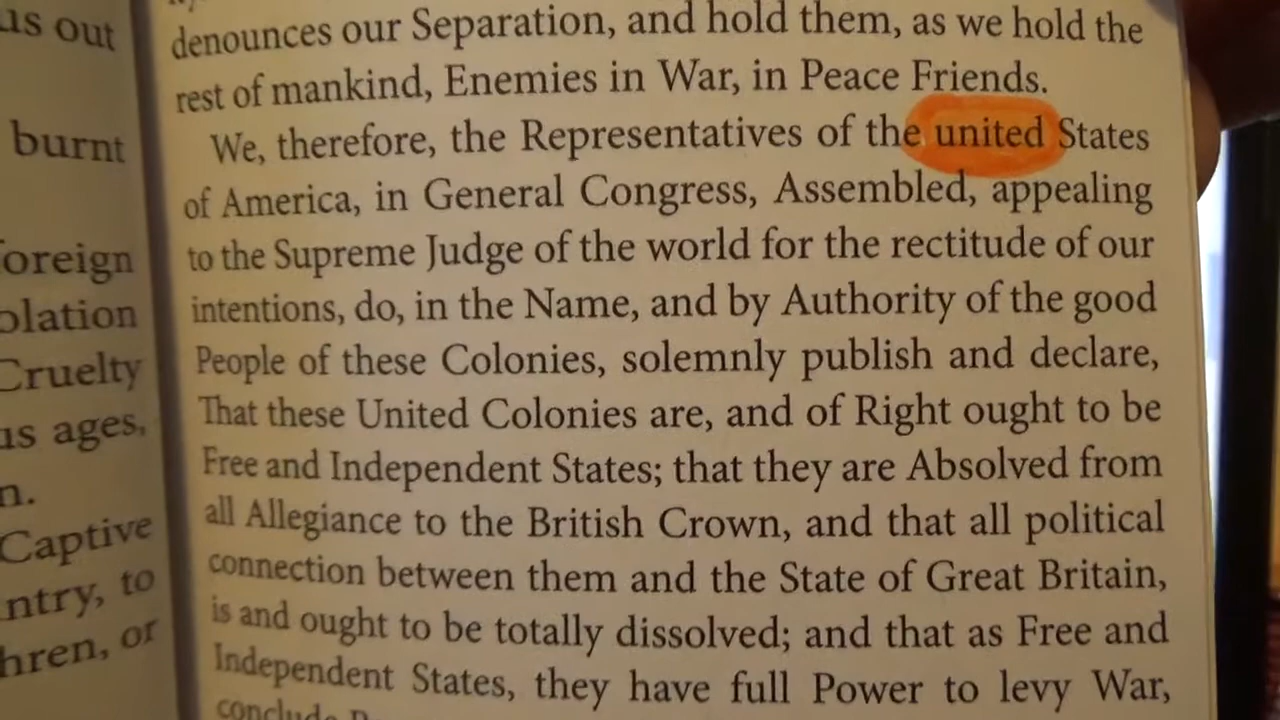 us out
burnt
foreign
Cruelty
ages,
n.
Captive
to
or
denounces our Separation, and hold them, as we hold the
rest of mankind, Enemies in War, in Peace Friends.
We, therefore, the Representatives of the united States
of America, in General Congress, Assembled, appealing
to the Supreme Judge of the world for the rectitude of our
intentions, do, in the Name, and by Authority of the good
People of these Colonies, solemnly publish and declare,
That these United Colonies are, and of Right ought to be
Free and Independent States; that they are Absolved from
all Allegiance to the British Crown, and that all political
connection between them and the State of Great Britain,
is and ought to be totally dissolved; and that as Free and
Independent States, they have full Power to levy War,
conclude